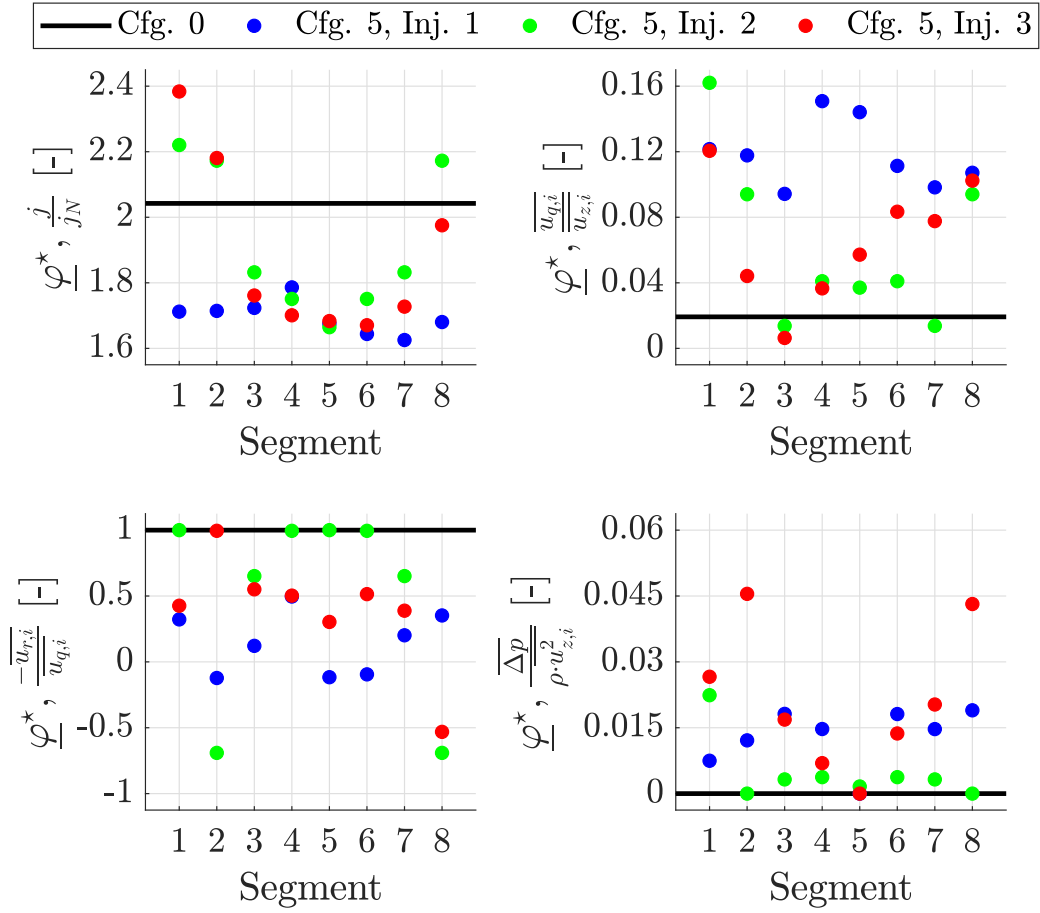 Cfg. 0 Cfg. 5, Inj. 1 Cfg. 5, Inj. 2 Cfg. 5, Inj. 3
φ*, j/j_N [-]
2.4
2.2
2
1.8
1.6
1 2 3 4 5 6 7 8
Segment
φ*, u_{q,i}/u_{z,i} [-]
0.16
0.12
0.08
0.04
0
1 2 3 4 5 6 7 8
Segment
φ*, -u_{r,i}/u_{q,i} [-]
1
0.5
0
-0.5
-1
1 2 3 4 5 6 7 8
Segment
φ*, Δp/ρ·u²_{z,i} [-]
0.06
0.045
0.03
0.015
0
1 2 3 4 5 6 7 8
Segment